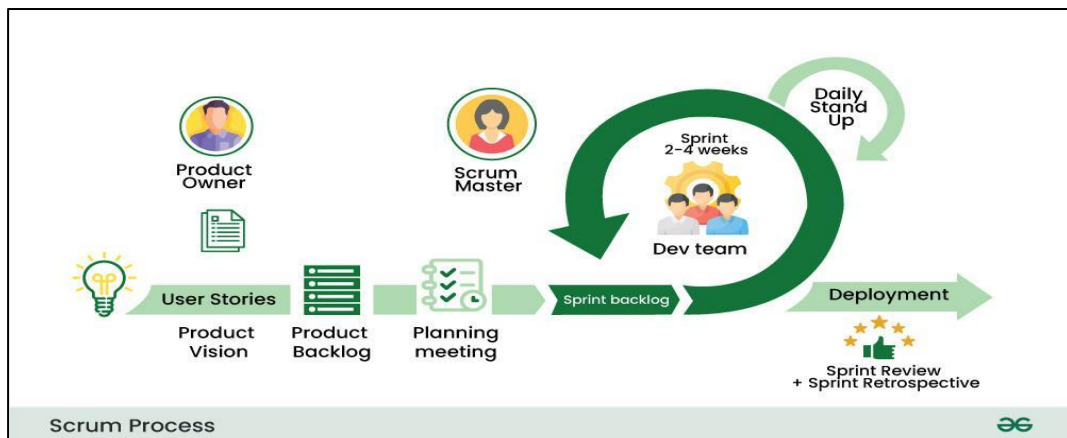 Product
Owner
Scrum
Master
Sprint
2-4 weeks
Dev team
Daily
Stand
Up
User Stories
Product
Vision
Product
Backlog
Planning
meeting
Sprint backlog
Deployment
Sprint Review
+ Sprint Retrospective
Scrum Process